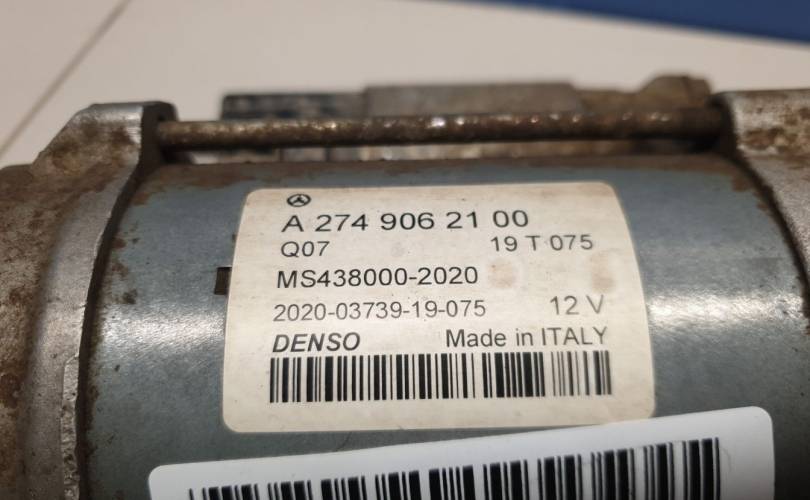 A 274 906 21 00
Q07 19 T 075
MS438000-2020
2020-03739-19-075 12 V
DENSO Made in ITALY